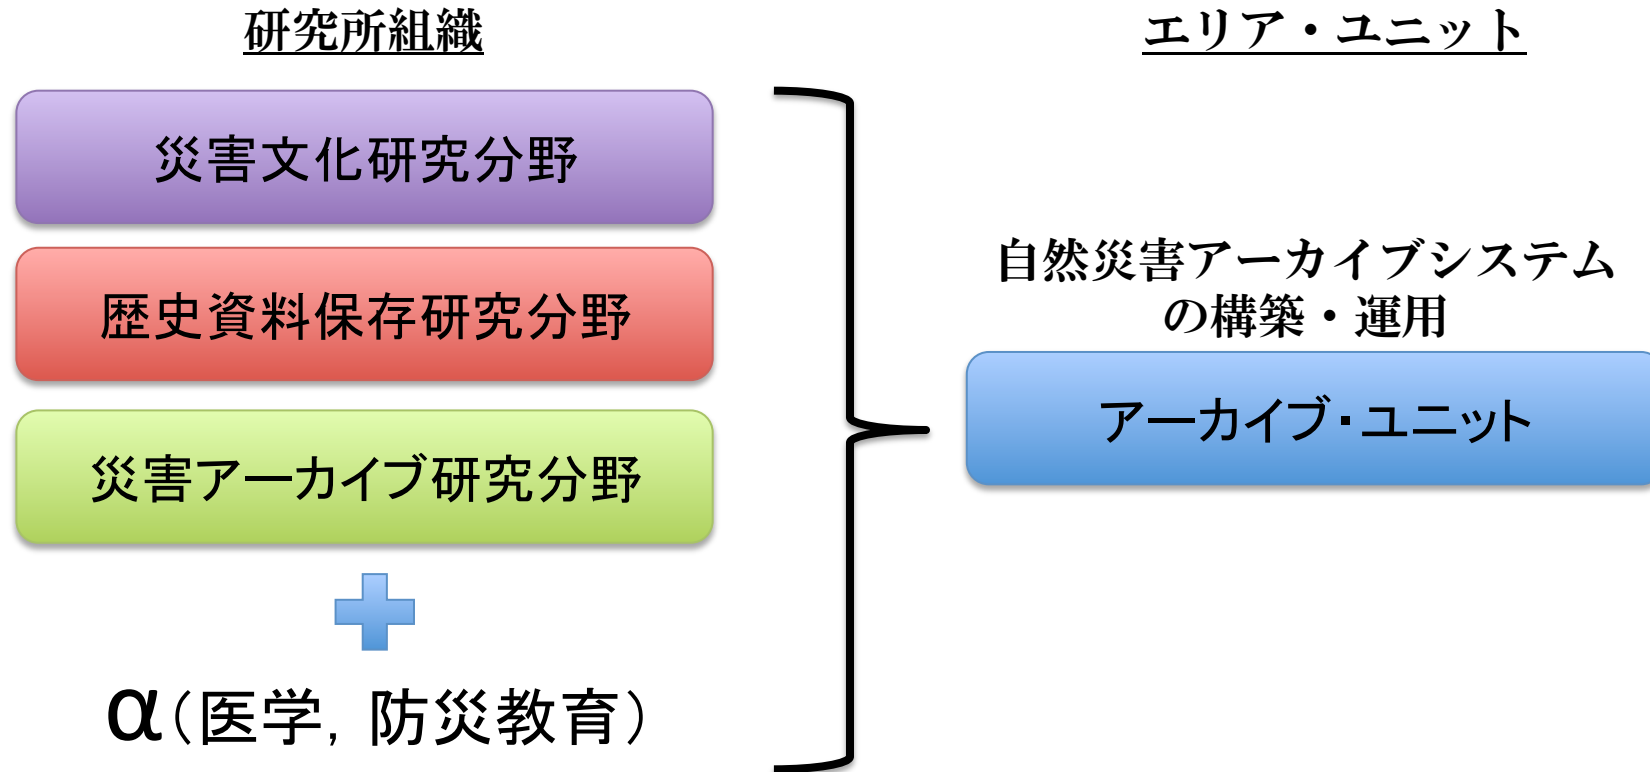 研究所組織
災害文化研究分野
歴史資料保存研究分野
災害アーカイブ研究分野
α（医学，防災教育）
エリア・ユニット
自然災害アーカイブシステム
の構築・運用
アーカイブ・ユニット